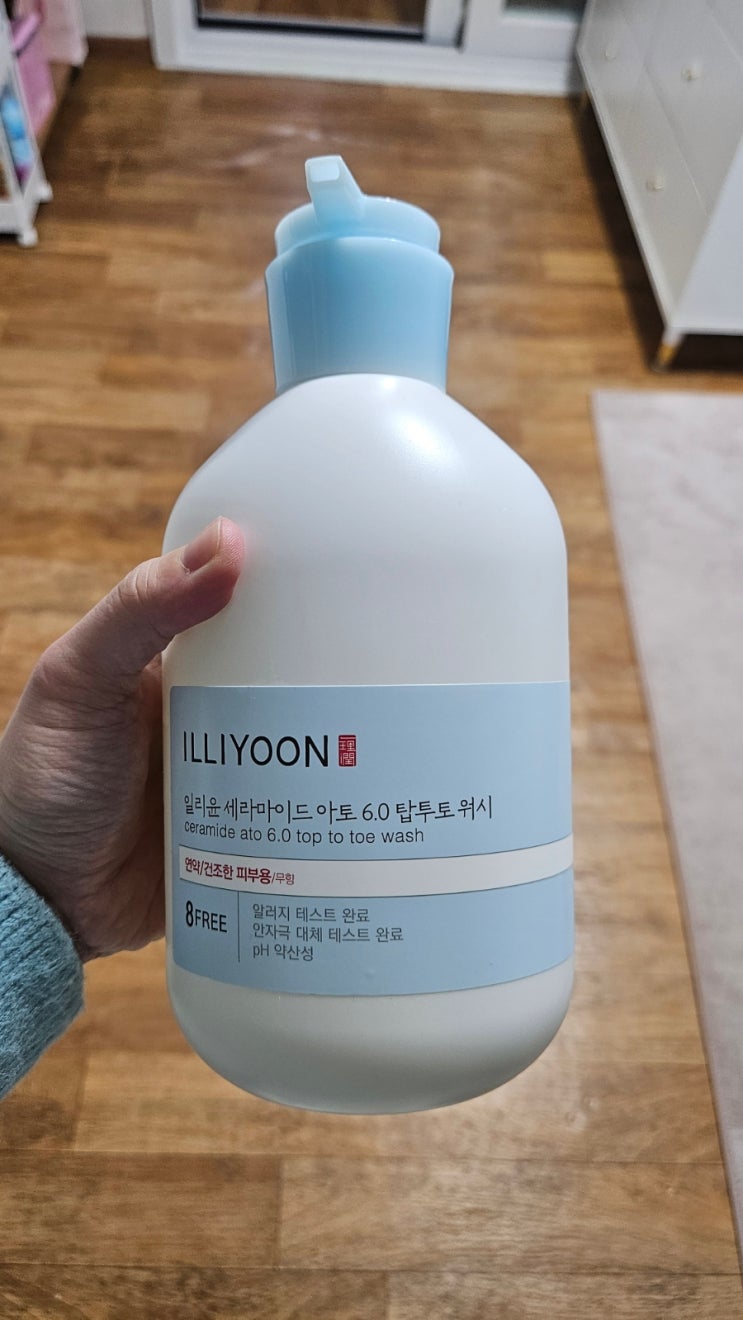 ILLIYOON
일리윤 세라마이드 아토 6.0 탑투토 워시
ceramide ato 6.0 top to toe wash
연약/건조한 피부용/무향
8FREE
알러지 테스트 완료
안자극 대체 테스트 완료
pH 약산성